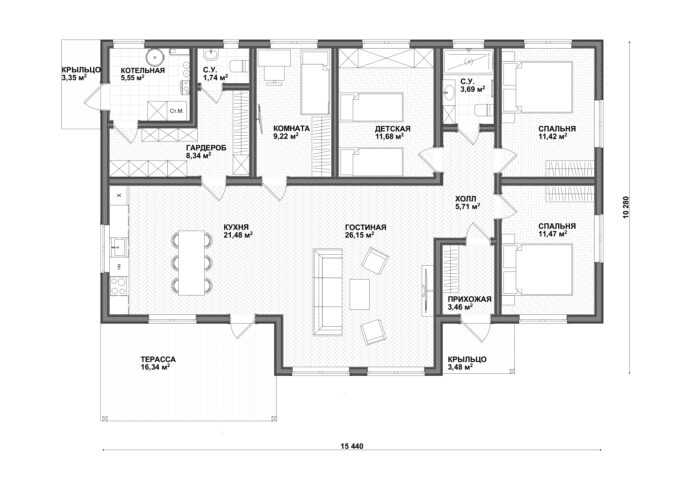 КРЫЛЬЦО
3,35 м²
КОТЕЛЬНАЯ
5,55 м²
С.У.
1,74 м²
Ст.М.
ГАРДЕРОБ
8,34 м²
КОМНАТА
9,22 м²
ДЕТСКАЯ
11,68 м²
С.У.
3,69 м²
СПАЛЬНЯ
11,42 м²
ХОЛЛ
5,71 м²
СПАЛЬНЯ
11,47 м²
Х
ПМ
КУХНЯ
21,48 м²
ГОСТИНАЯ
26,15 м²
ПРИХОЖАЯ
3,46 м²
ТЕРАССА
16,34 м²
КРЫЛЬЦО
3,48 м²
10 280
15 440